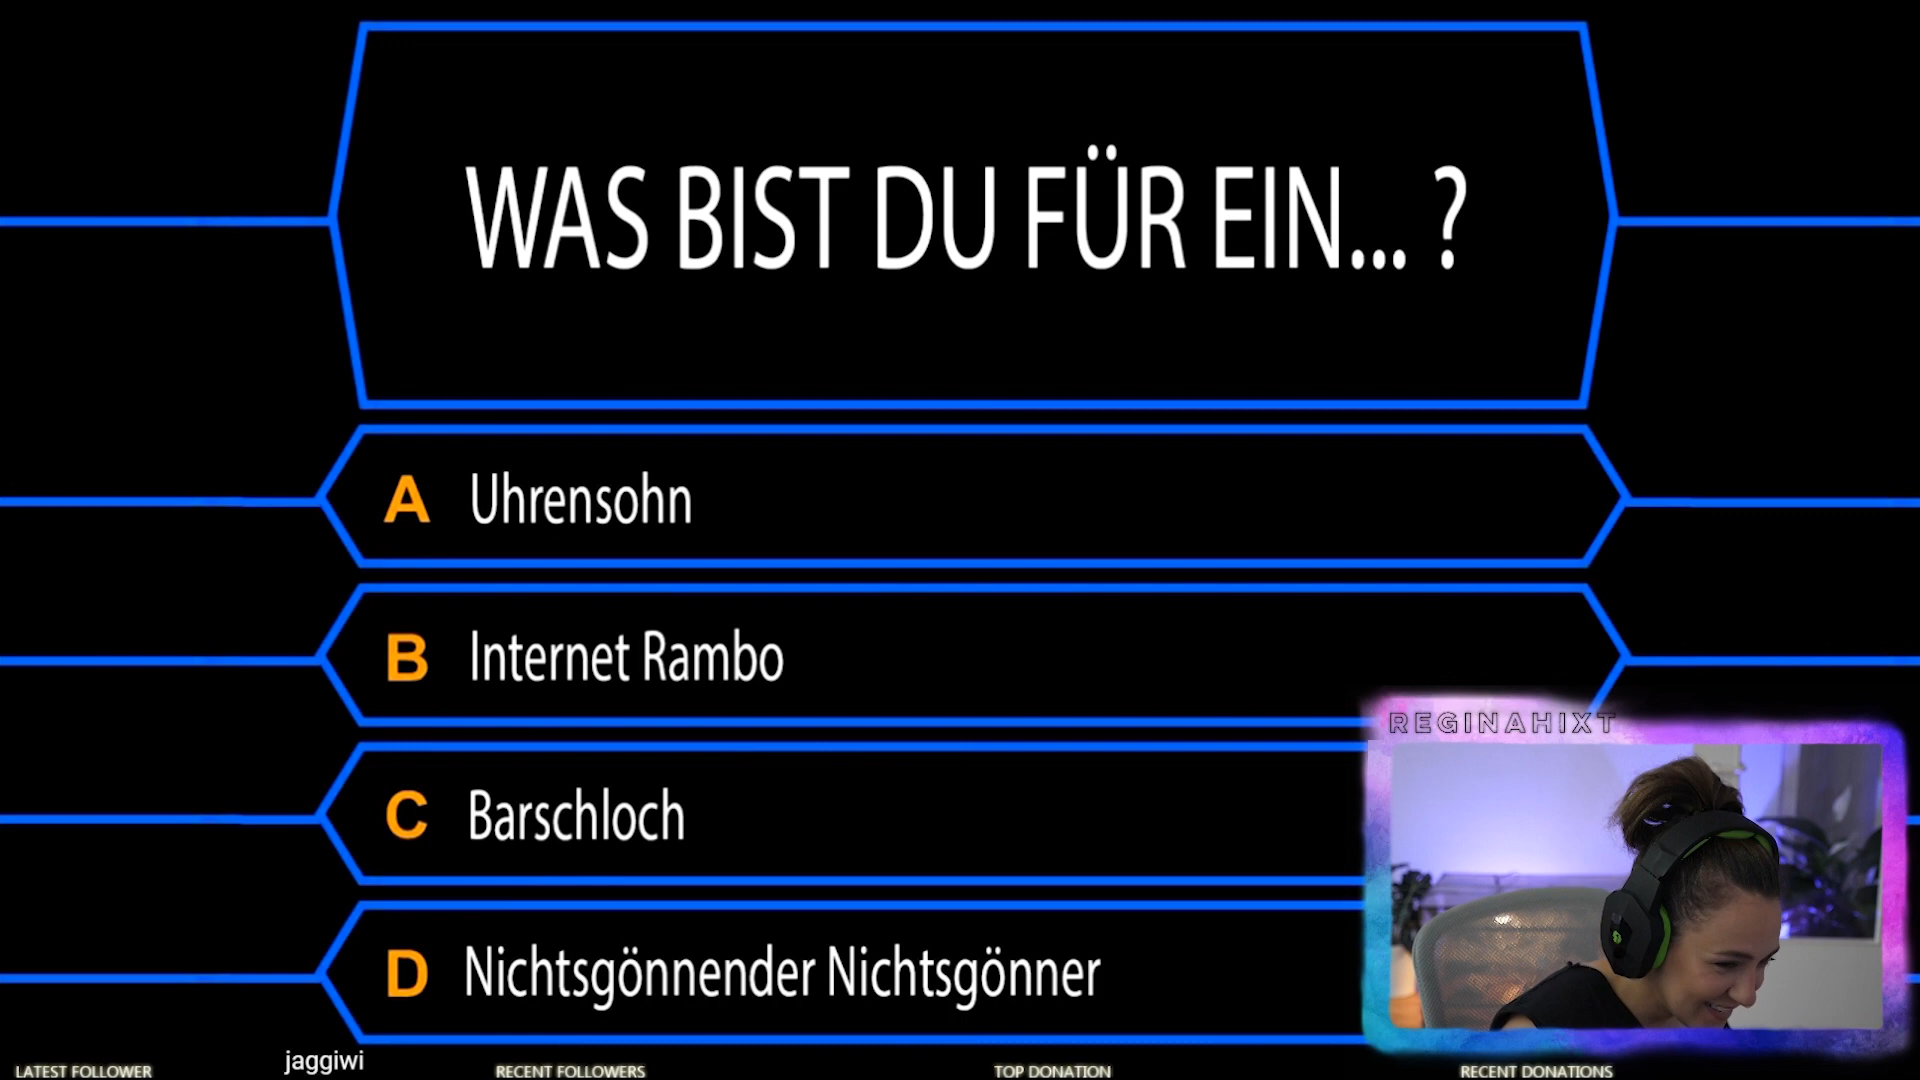 WAS BIST DU FÜR EIN... ?
A Uhrensohn
B Internet Rambo
C Barschloch
D Nichtsgönnender Nichtsgönner
REGINAHIXT
LATEST FOLLOWER jaggiwi RECENT FOLLOWERS TOP DONATION RECENT DONATIONS